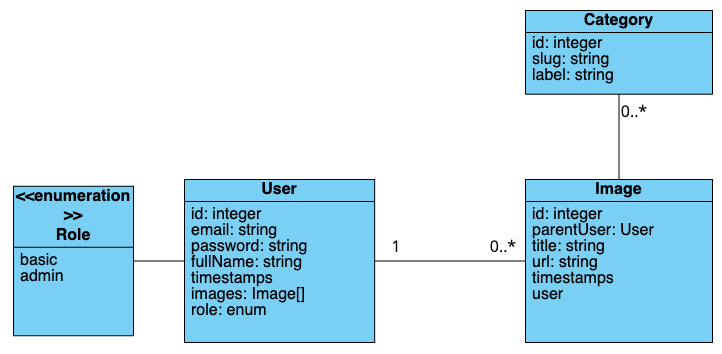 Category
id: integer
slug: string
label: string
0..*
<<enumeration
>>
Role
basic
admin
User
id: integer
email: string
password: string
fullName: string
timestamps
images: Image[]
role: enum
1
0..*
Image
id: integer
parentUser: User
title: string
url: string
timestamps
user